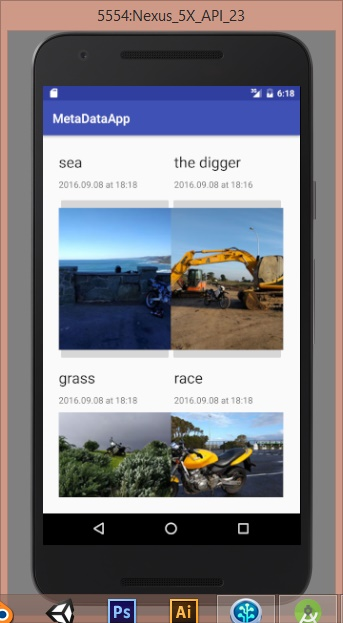 5554:Nexus_5X_API_23
6:18
MetaDataApp
sea
the digger
2016.09.08 at 18:18
2016.09.08 at 18:16
grass
race
2016.09.08 at 18:18
2016.09.08 at 18:18
Ps
Ai